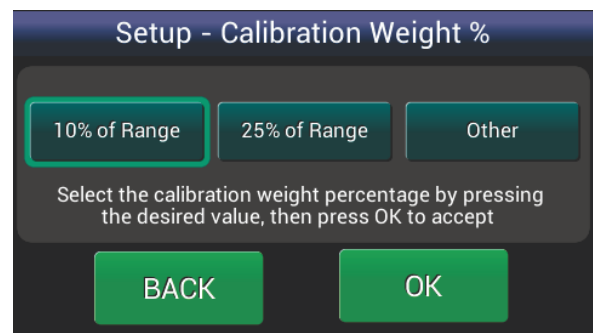 Setup - Calibration Weight %
10% of Range
25% of Range
Other
Select the calibration weight percentage by pressing
the desired value, then press OK to accept
BACK
OK